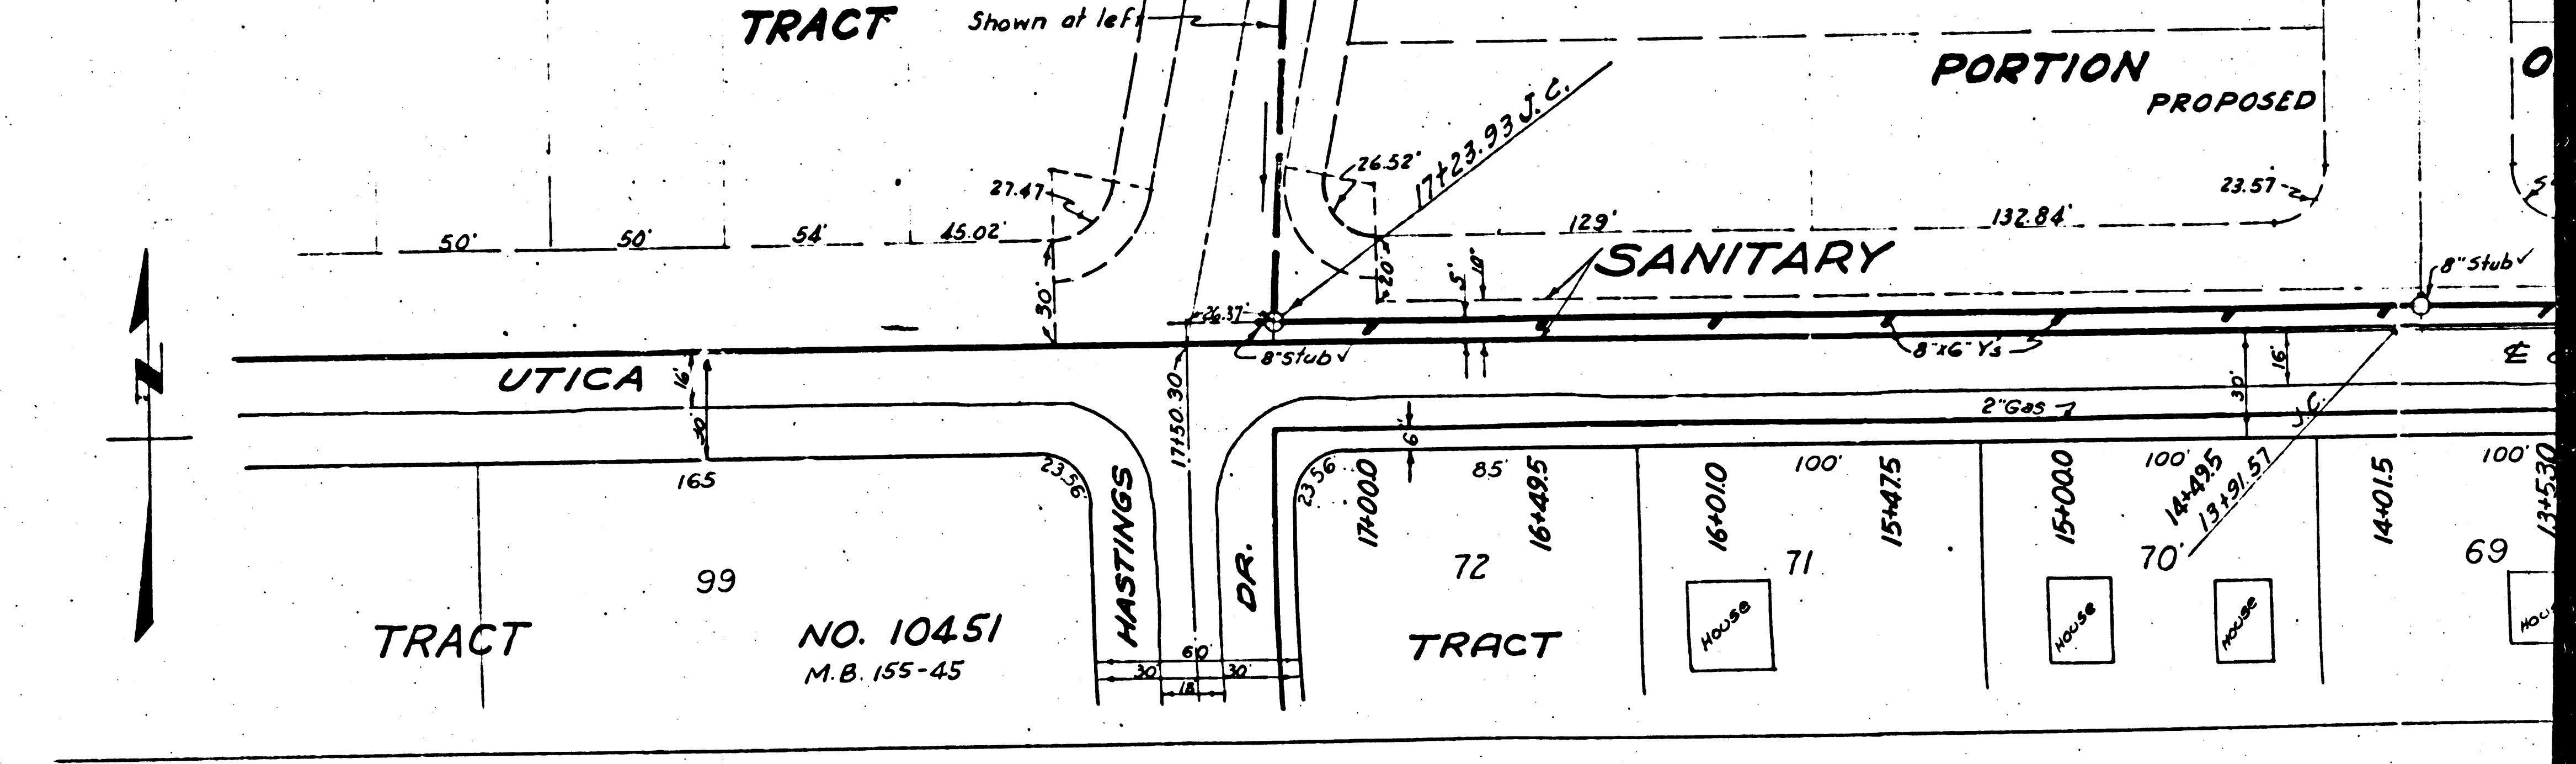 TRACT
Shown at left
PORTION
PROPOSED
17+23.93 J.C.
27.47
26.52'
23.57
50'
50'
54'
45.02'
129'
132.84'
SANITARY
30'
20'
5'
10'
26.37'
8" Stub ✓
8" Stub ✓
8"x6" Y's
UTICA
16'
30'
17+50.30
2" Gas
30'
16'
J.C.
6'
N
165
23.56'
23.56'
17+00.0
85'
16+49.5
16+01.0
100'
15+47.5
15+00.0
100'
14+49.5
13+91.57
14+01.5
100'
13+53.0
HASTINGS
DR.
99
72
71
70
69
TRACT
NO. 10451
M.B. 155-45
TRACT
HOUSE
HOUSE
HOUSE
60'
30'
30'
18